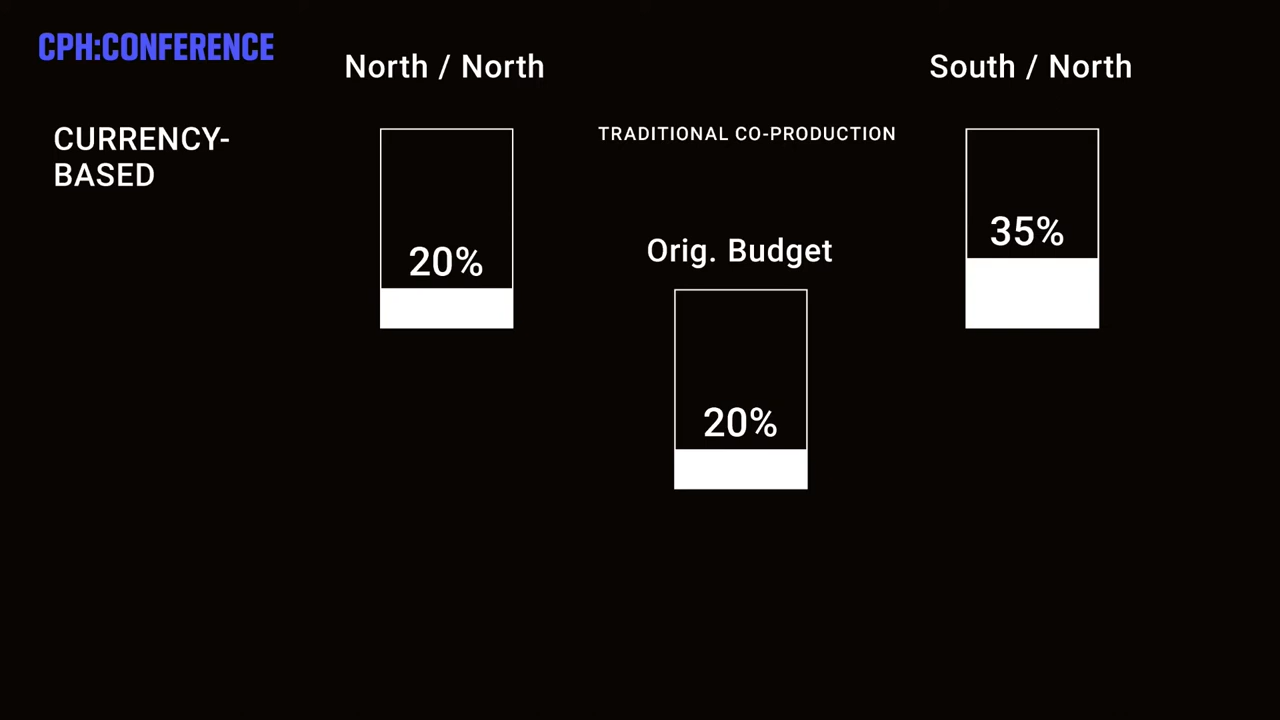 CPH:CONFERENCE
North / North
South / North
CURRENCY-
BASED
TRADITIONAL CO-PRODUCTION
20%
35%
Orig. Budget
20%